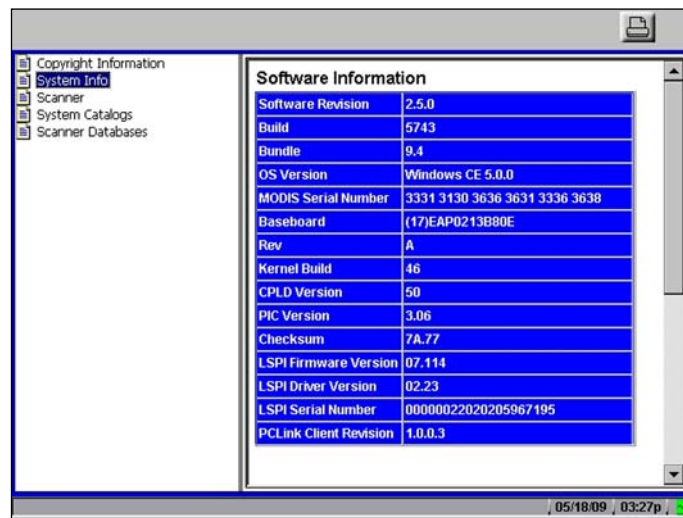 Copyright Information
System Info
Scanner
System Catalogs
Scanner Databases
Software Information
Software Revision 2.5.0
Build 5743
Bundle 9.4
OS Version Windows CE 5.0.0
MODIS Serial Number 3331 3130 3636 3631 3336 3638
Baseboard (17)EAP0213B80E
Rev A
Kernel Build 46
CPLD Version 50
PIC Version 3.06
Checksum 7A.77
LSPI Firmware Version 07.114
LSPI Driver Version 02.23
LSPI Serial Number 00000022020205967195
PCLink Client Revision 1.0.0.3
05/18/09 03:27p